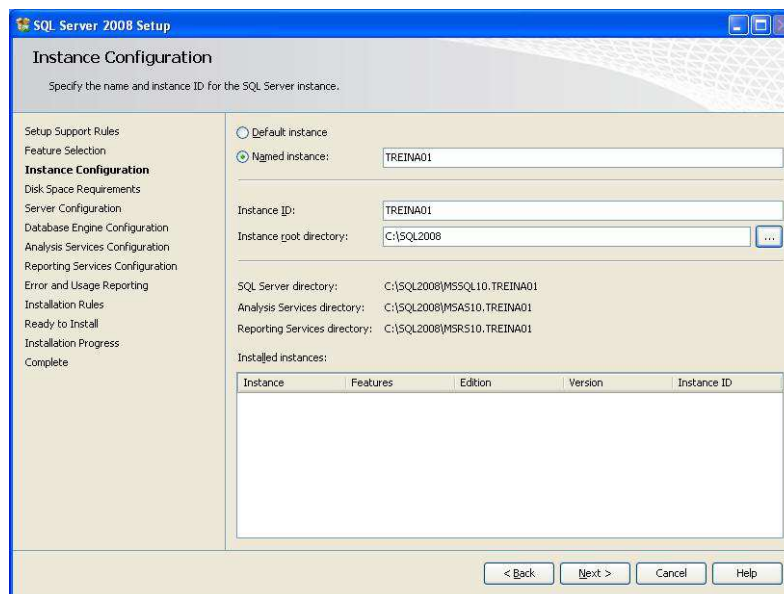 SQL Server 2008 Setup
Instance Configuration
Specify the name and instance ID for the SQL Server instance.
Setup Support Rules
Feature Selection
Instance Configuration
Disk Space Requirements
Server Configuration
Database Engine Configuration
Analysis Services Configuration
Reporting Services Configuration
Error and Usage Reporting
Installation Rules
Ready to Install
Installation Progress
Complete
Default instance
Named instance: TREINA01
Instance ID: TREINA01
Instance root directory: C:\SQL2008 ...
SQL Server directory: C:\SQL2008\MSSQL10.TREINA01
Analysis Services directory: C:\SQL2008\MSAS10.TREINA01
Reporting Services directory: C:\SQL2008\MSRS10.TREINA01
Installed instances:
Instance Features Edition Version Instance ID
< Back Next > Cancel Help